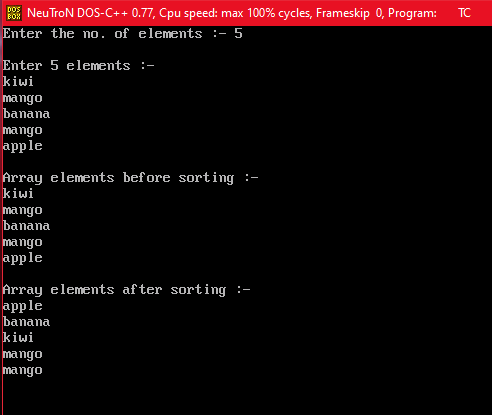 DOS BOX NeuTroN DOS-C++ 0.77, Cpu speed: max 100% cycles, Frameskip 0, Program: TC
Enter the no. of elements :- 5
Enter 5 elements :-
kiwi
mango
banana
mango
apple
Array elements before sorting :-
kiwi
mango
banana
mango
apple
Array elements after sorting :-
apple
banana
kiwi
mango
mango